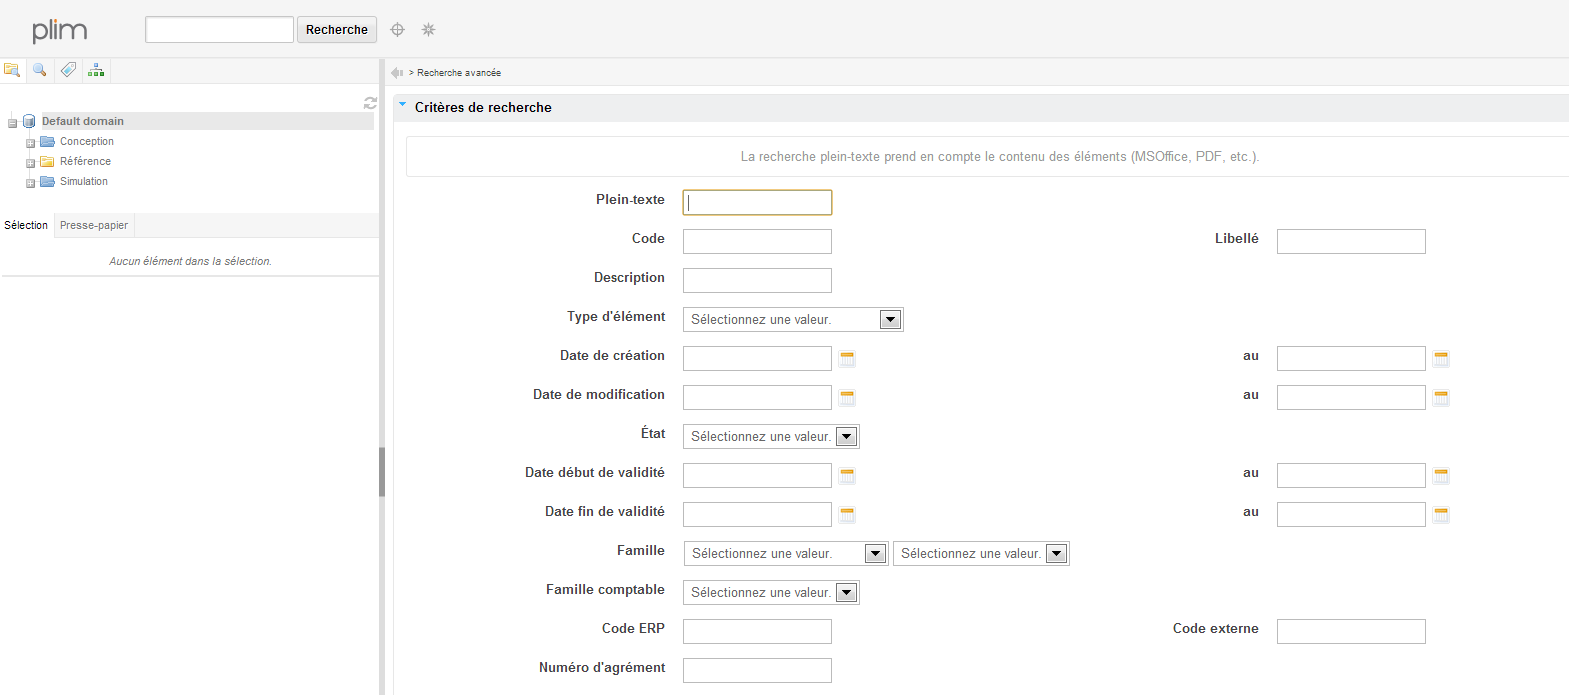 plim
Recherche
> Recherche avancée
Default domain
Conception
Référence
Simulation
Sélection Presse-papier
Aucun élément dans la sélection.
Critères de recherche
La recherche plein-texte prend en compte le contenu des éléments (MSOffice, PDF, etc.).
Plein-texte
Code Libellé
Description
Type d'élément Sélectionnez une valeur.
Date de création au
Date de modification au
État Sélectionnez une valeur.
Date début de validité au
Date fin de validité au
Famille Sélectionnez une valeur. Sélectionnez une valeur.
Famille comptable Sélectionnez une valeur.
Code ERP Code externe
Numéro d'agrément